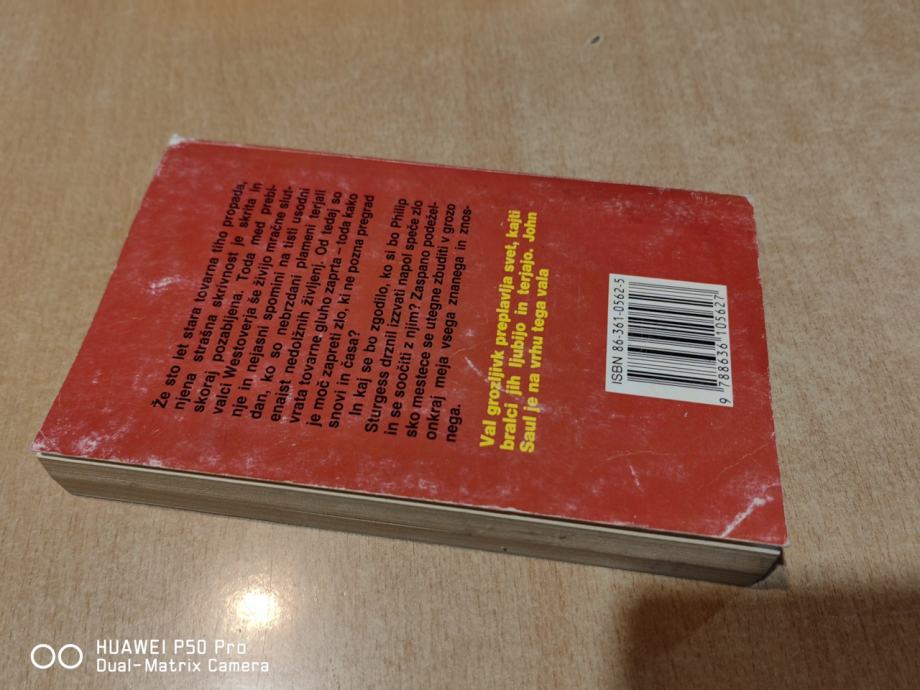 Že sto let stara tovarna tiho propada,
njena strašna skrivnost je skrita in
skoraj pozabljena. Toda med prebi-
valci Westoverja še živijo mračne slut-
nje in nejasni spomini na tisti usodni
dan, ko so nebrzdani plameni terjali
enajst nedolžnih življenj. Od tedaj so
vrata tovarne gluho zaprta – toda kako
je moč zapreti zlo, ki ne pozna pregrad
snovi in časa?
In kaj se bo zgodilo, ko si bo Philip
Sturgess drznil izzvati napol speče zlo
in se soočiti z njim? Zaspano podežel-
sko mestece se utegne zbuditi v grozo
onkraj meja vsega znanega in znos-
nega.
Val grozljivk preplavlja svet, kajti
bralci jih ljubijo in terjajo. John
Saul je na vrhu tega vala
ISBN 86-361-0562-5
9 788636 105627
HUAWEI P50 Pro
Dual-Matrix Camera